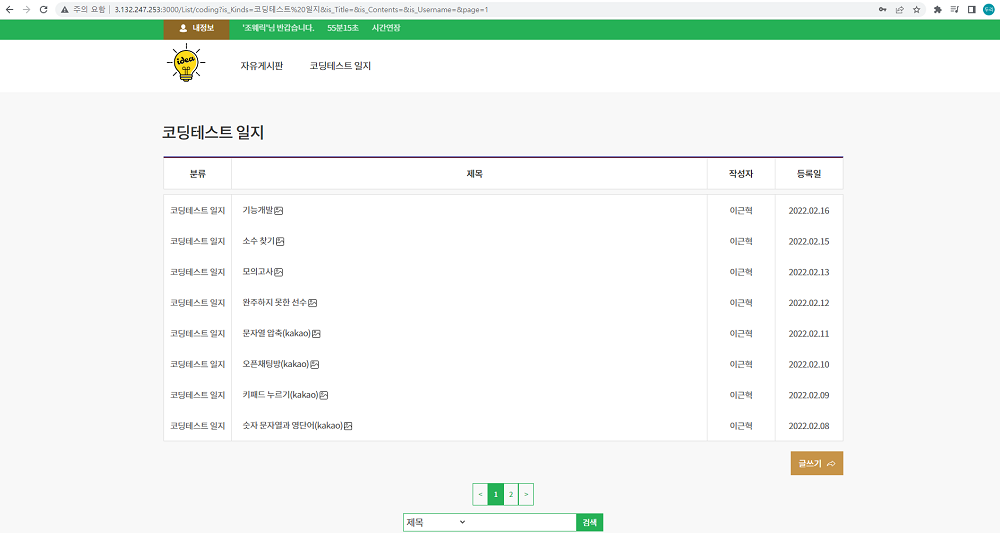 주의 요함 3.132.247.253:3000/List/coding?is_Kinds=코딩테스트%20일지&is_Title=&is_Contents=&is_Username=&page=1
내정보 '조웨릭'님 반갑습니다. 55분15초 시간연장
idea 자유게시판 코딩테스트 일지
코딩테스트 일지
분류 제목 작성자 등록일
코딩테스트 일지 기능개발 이근혁 2022.02.16
코딩테스트 일지 소수 찾기 이근혁 2022.02.15
코딩테스트 일지 모의고사 이근혁 2022.02.13
코딩테스트 일지 완주하지 못한 선수 이근혁 2022.02.12
코딩테스트 일지 문자열 압축(kakao) 이근혁 2022.02.11
코딩테스트 일지 오픈채팅방(kakao) 이근혁 2022.02.10
코딩테스트 일지 키패드 누르기(kakao) 이근혁 2022.02.09
코딩테스트 일지 숫자 문자열과 영단어(kakao) 이근혁 2022.02.08
글쓰기
< 1 2 >
제목 검색